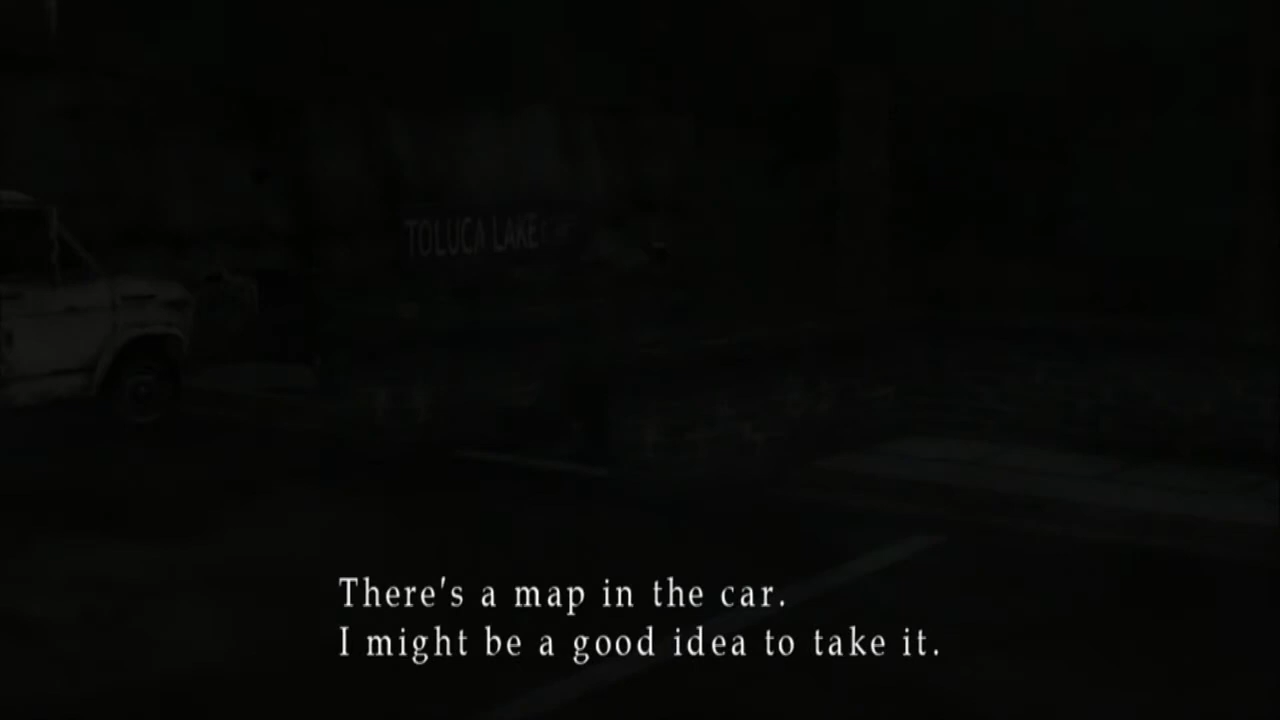 TOLUCA LAKE
There's a map in the car.
I might be a good idea to take it.